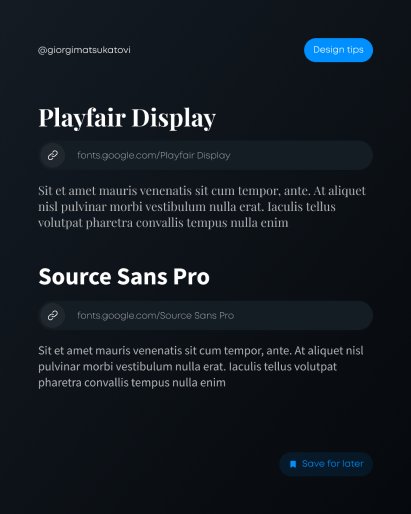 @giorgimatsukatovi
Design tips
Playfair Display
fonts.google.com/Playfair Display
Sit et amet mauris venenatis sit cum tempor, ante. At aliquet
nisl pulvinar morbi vestibulum nulla erat. Iaculis tellus
volutpat pharetra convallis tempus nulla enim
Source Sans Pro
fonts.google.com/Source Sans Pro
Sit et amet mauris venenatis sit cum tempor, ante. At aliquet nisl
pulvinar morbi vestibulum nulla erat. Iaculis tellus volutpat
pharetra convallis tempus nulla enim
Save for later